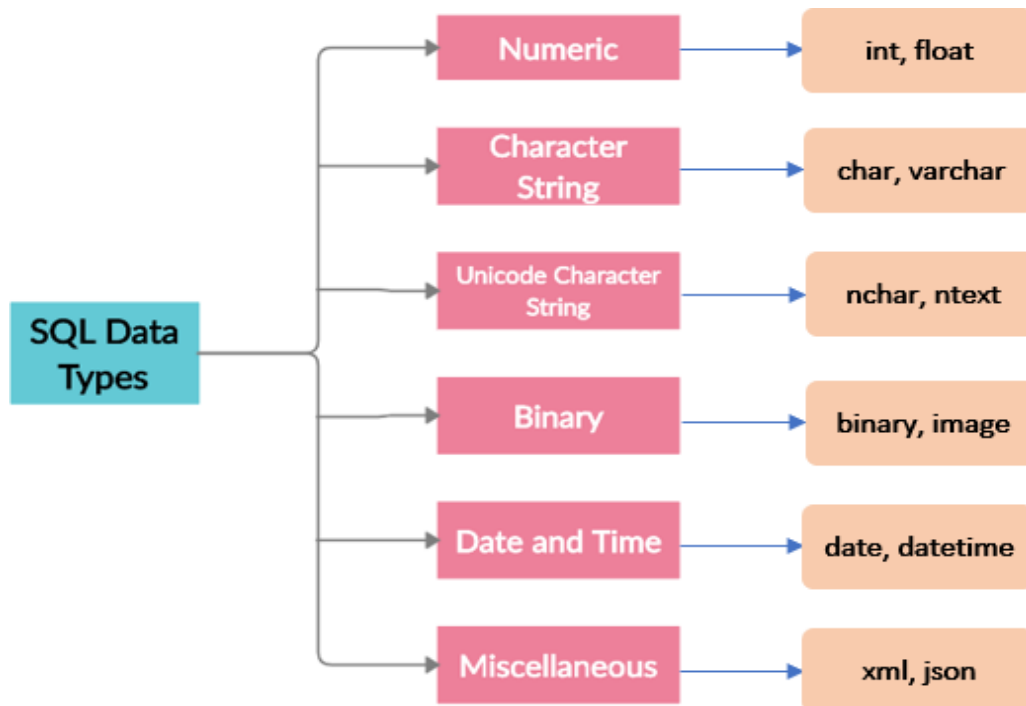 Numeric
int, float
Character
String
char, varchar
Unicode Character
String
nchar, ntext
SQL Data
Types
Binary
binary, image
Date and Time
date, datetime
Miscellaneous
xml, json